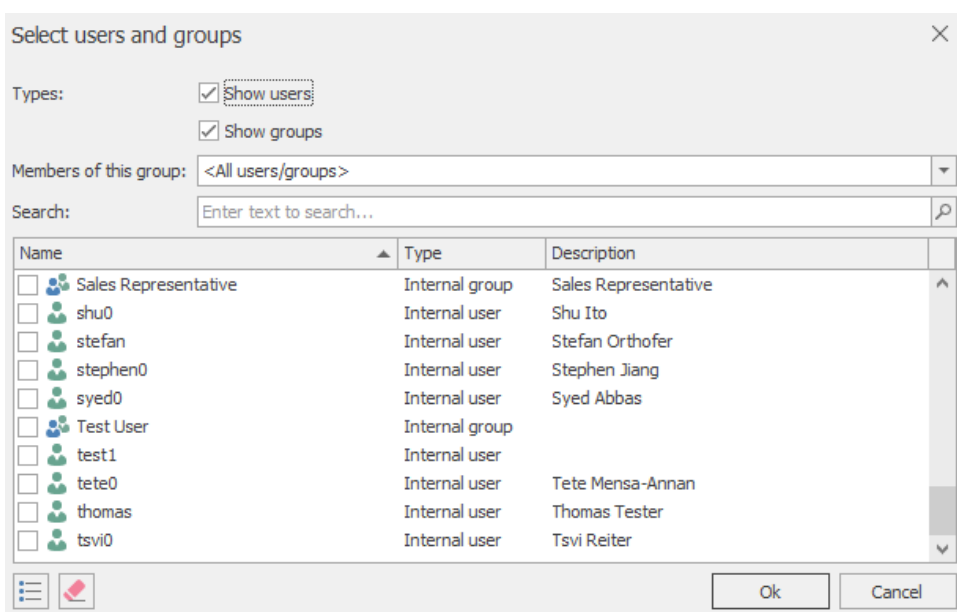 Select users and groups
Types: Show users
Show groups
Members of this group: <All users/groups>
Search: Enter text to search...
Name Type Description
Sales Representative Internal group Sales Representative
shu0 Internal user Shu Ito
stefan Internal user Stefan Orthofer
stephen0 Internal user Stephen Jiang
syed0 Internal user Syed Abbas
Test User Internal group
test1 Internal user
tete0 Internal user Tete Mensa-Annan
thomas Internal user Thomas Tester
tsvi0 Internal user Tsvi Reiter
Ok Cancel